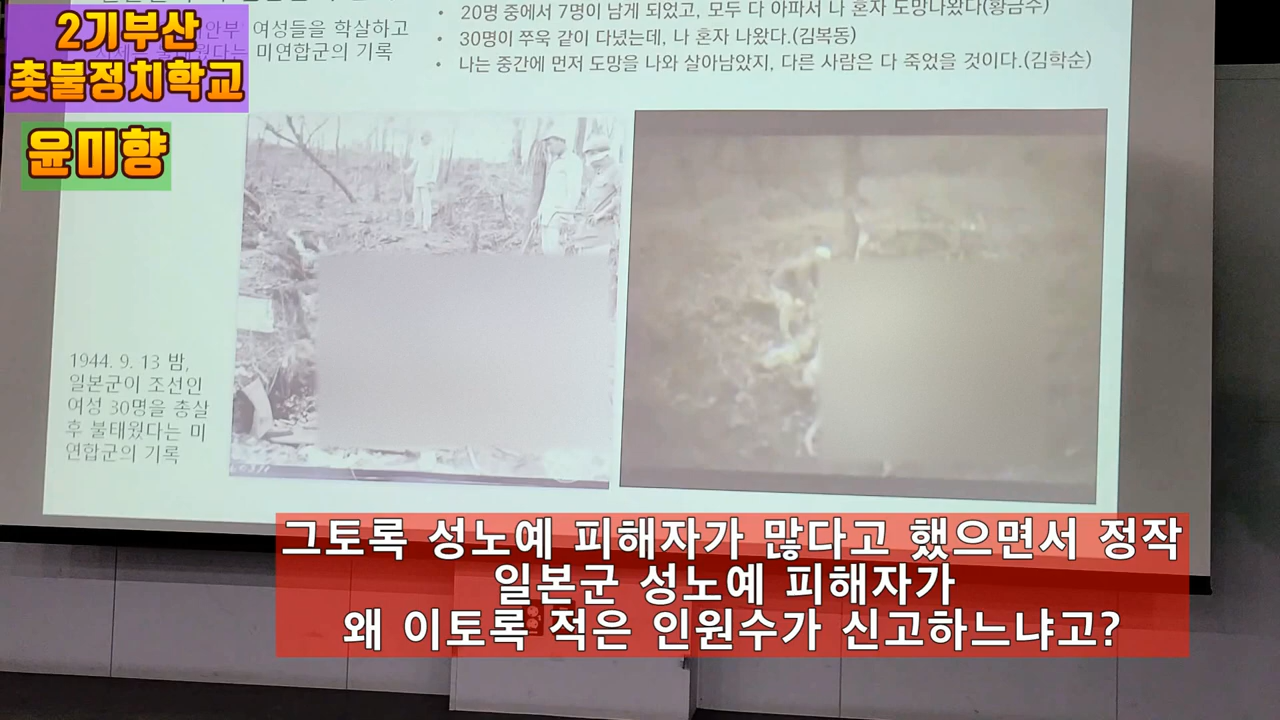 2기부산
촛불정치학교
윤미향
여성들을 학살하고
미연합군의 기록
• 20명 중에서 7명이 남게 되었고, 모두 다 아파서 나 혼자 도망나왔다(황금수)
• 30명이 쭈욱 같이 다녔는데, 나 혼자 나왔다.(김복동)
• 나는 중간에 먼저 도망을 나와 살아남았지, 다른 사람은 다 죽었을 것이다.(김학순)
1944. 9. 13 밤,
일본군이 조선인
여성 30명을 총살
후 불태웠다는 미
연합군의 기록
그토록 성노예 피해자가 많다고 했으면서 정작
일본군 성노예 피해자가
왜 이토록 적은 인원수가 신고하느냐고?